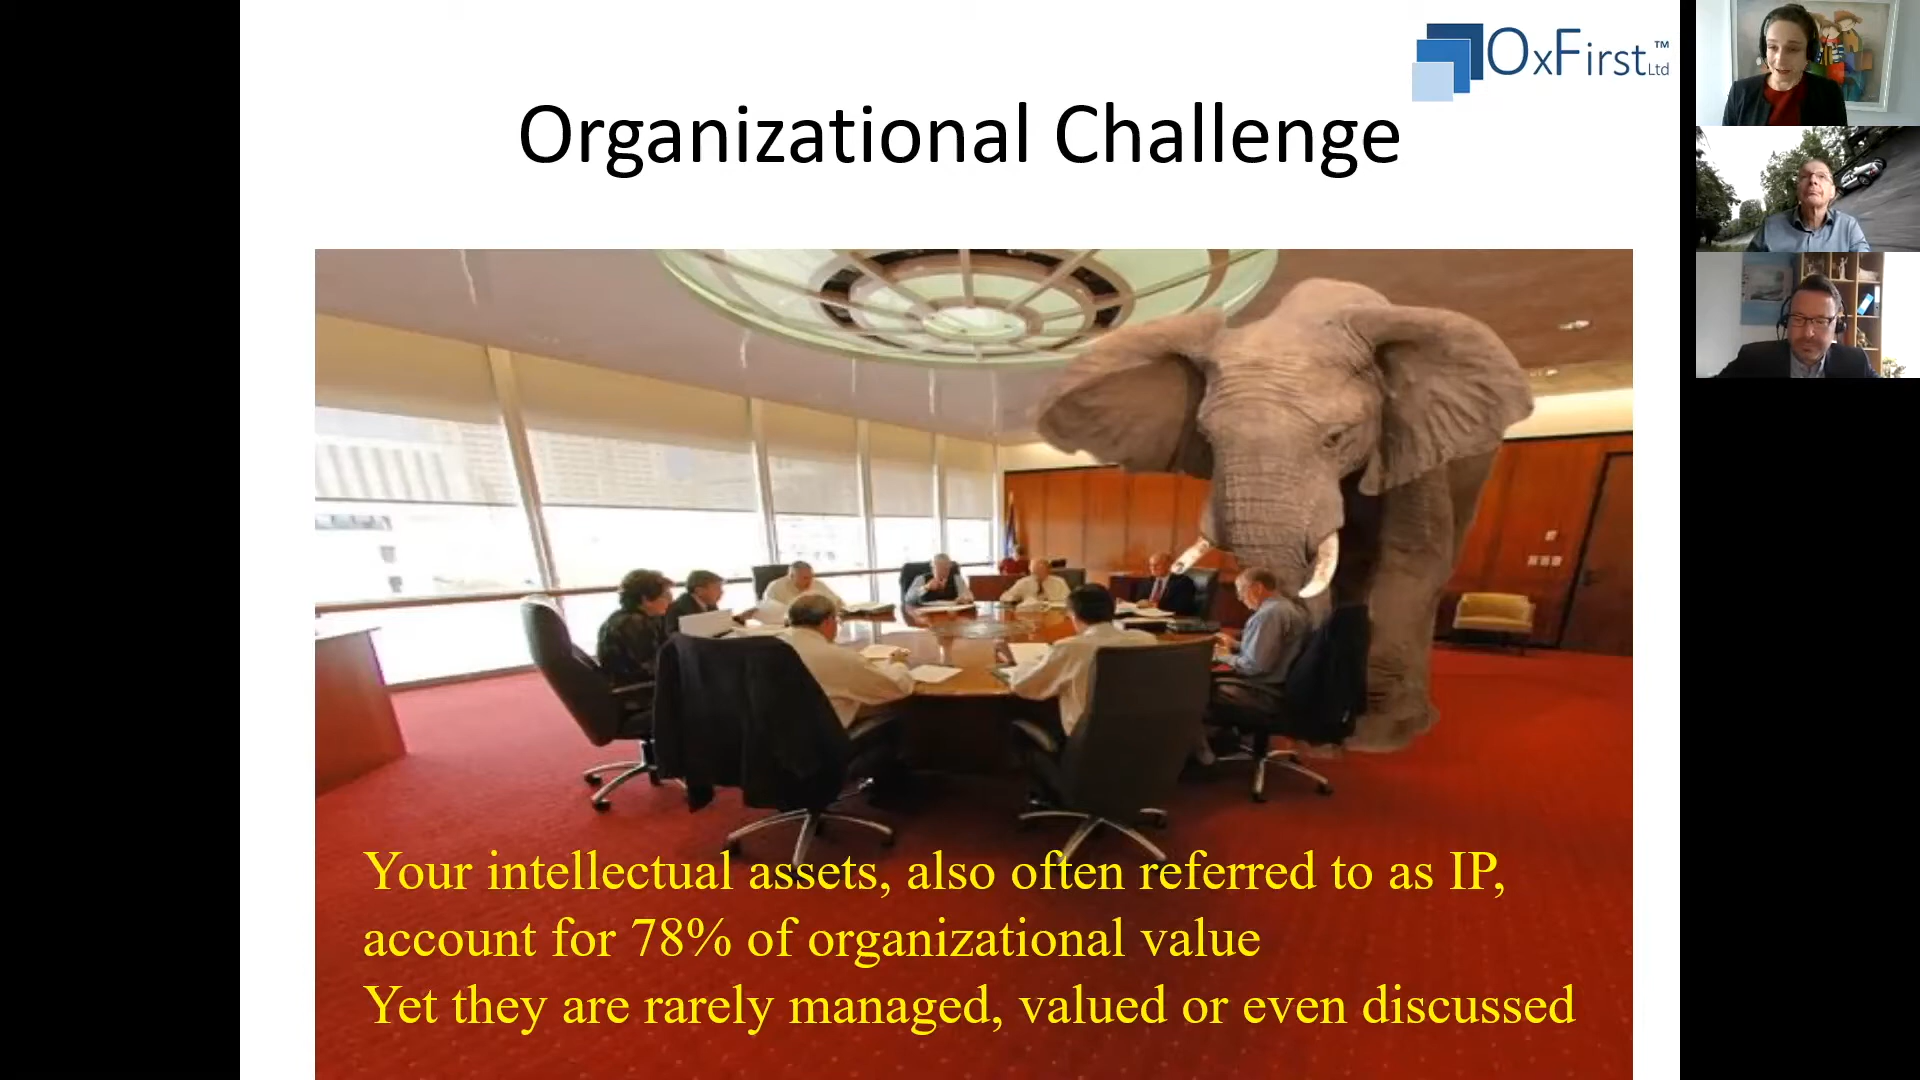 OxFirst™
Ltd
Organizational Challenge
Your intellectual assets, also often referred to as IP,
account for 78% of organizational value
Yet they are rarely managed, valued or even discussed